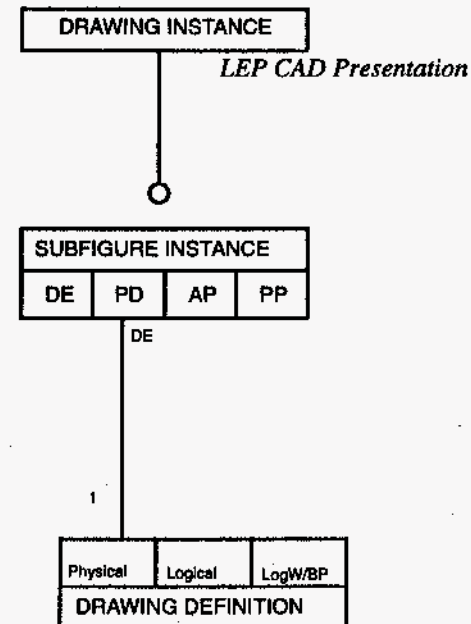 DRAWING INSTANCE
LEP CAD Presentation
SUBFIGURE INSTANCE
DE PD AP PP
DE
1
Physical Logical LogW/BP
DRAWING DEFINITION